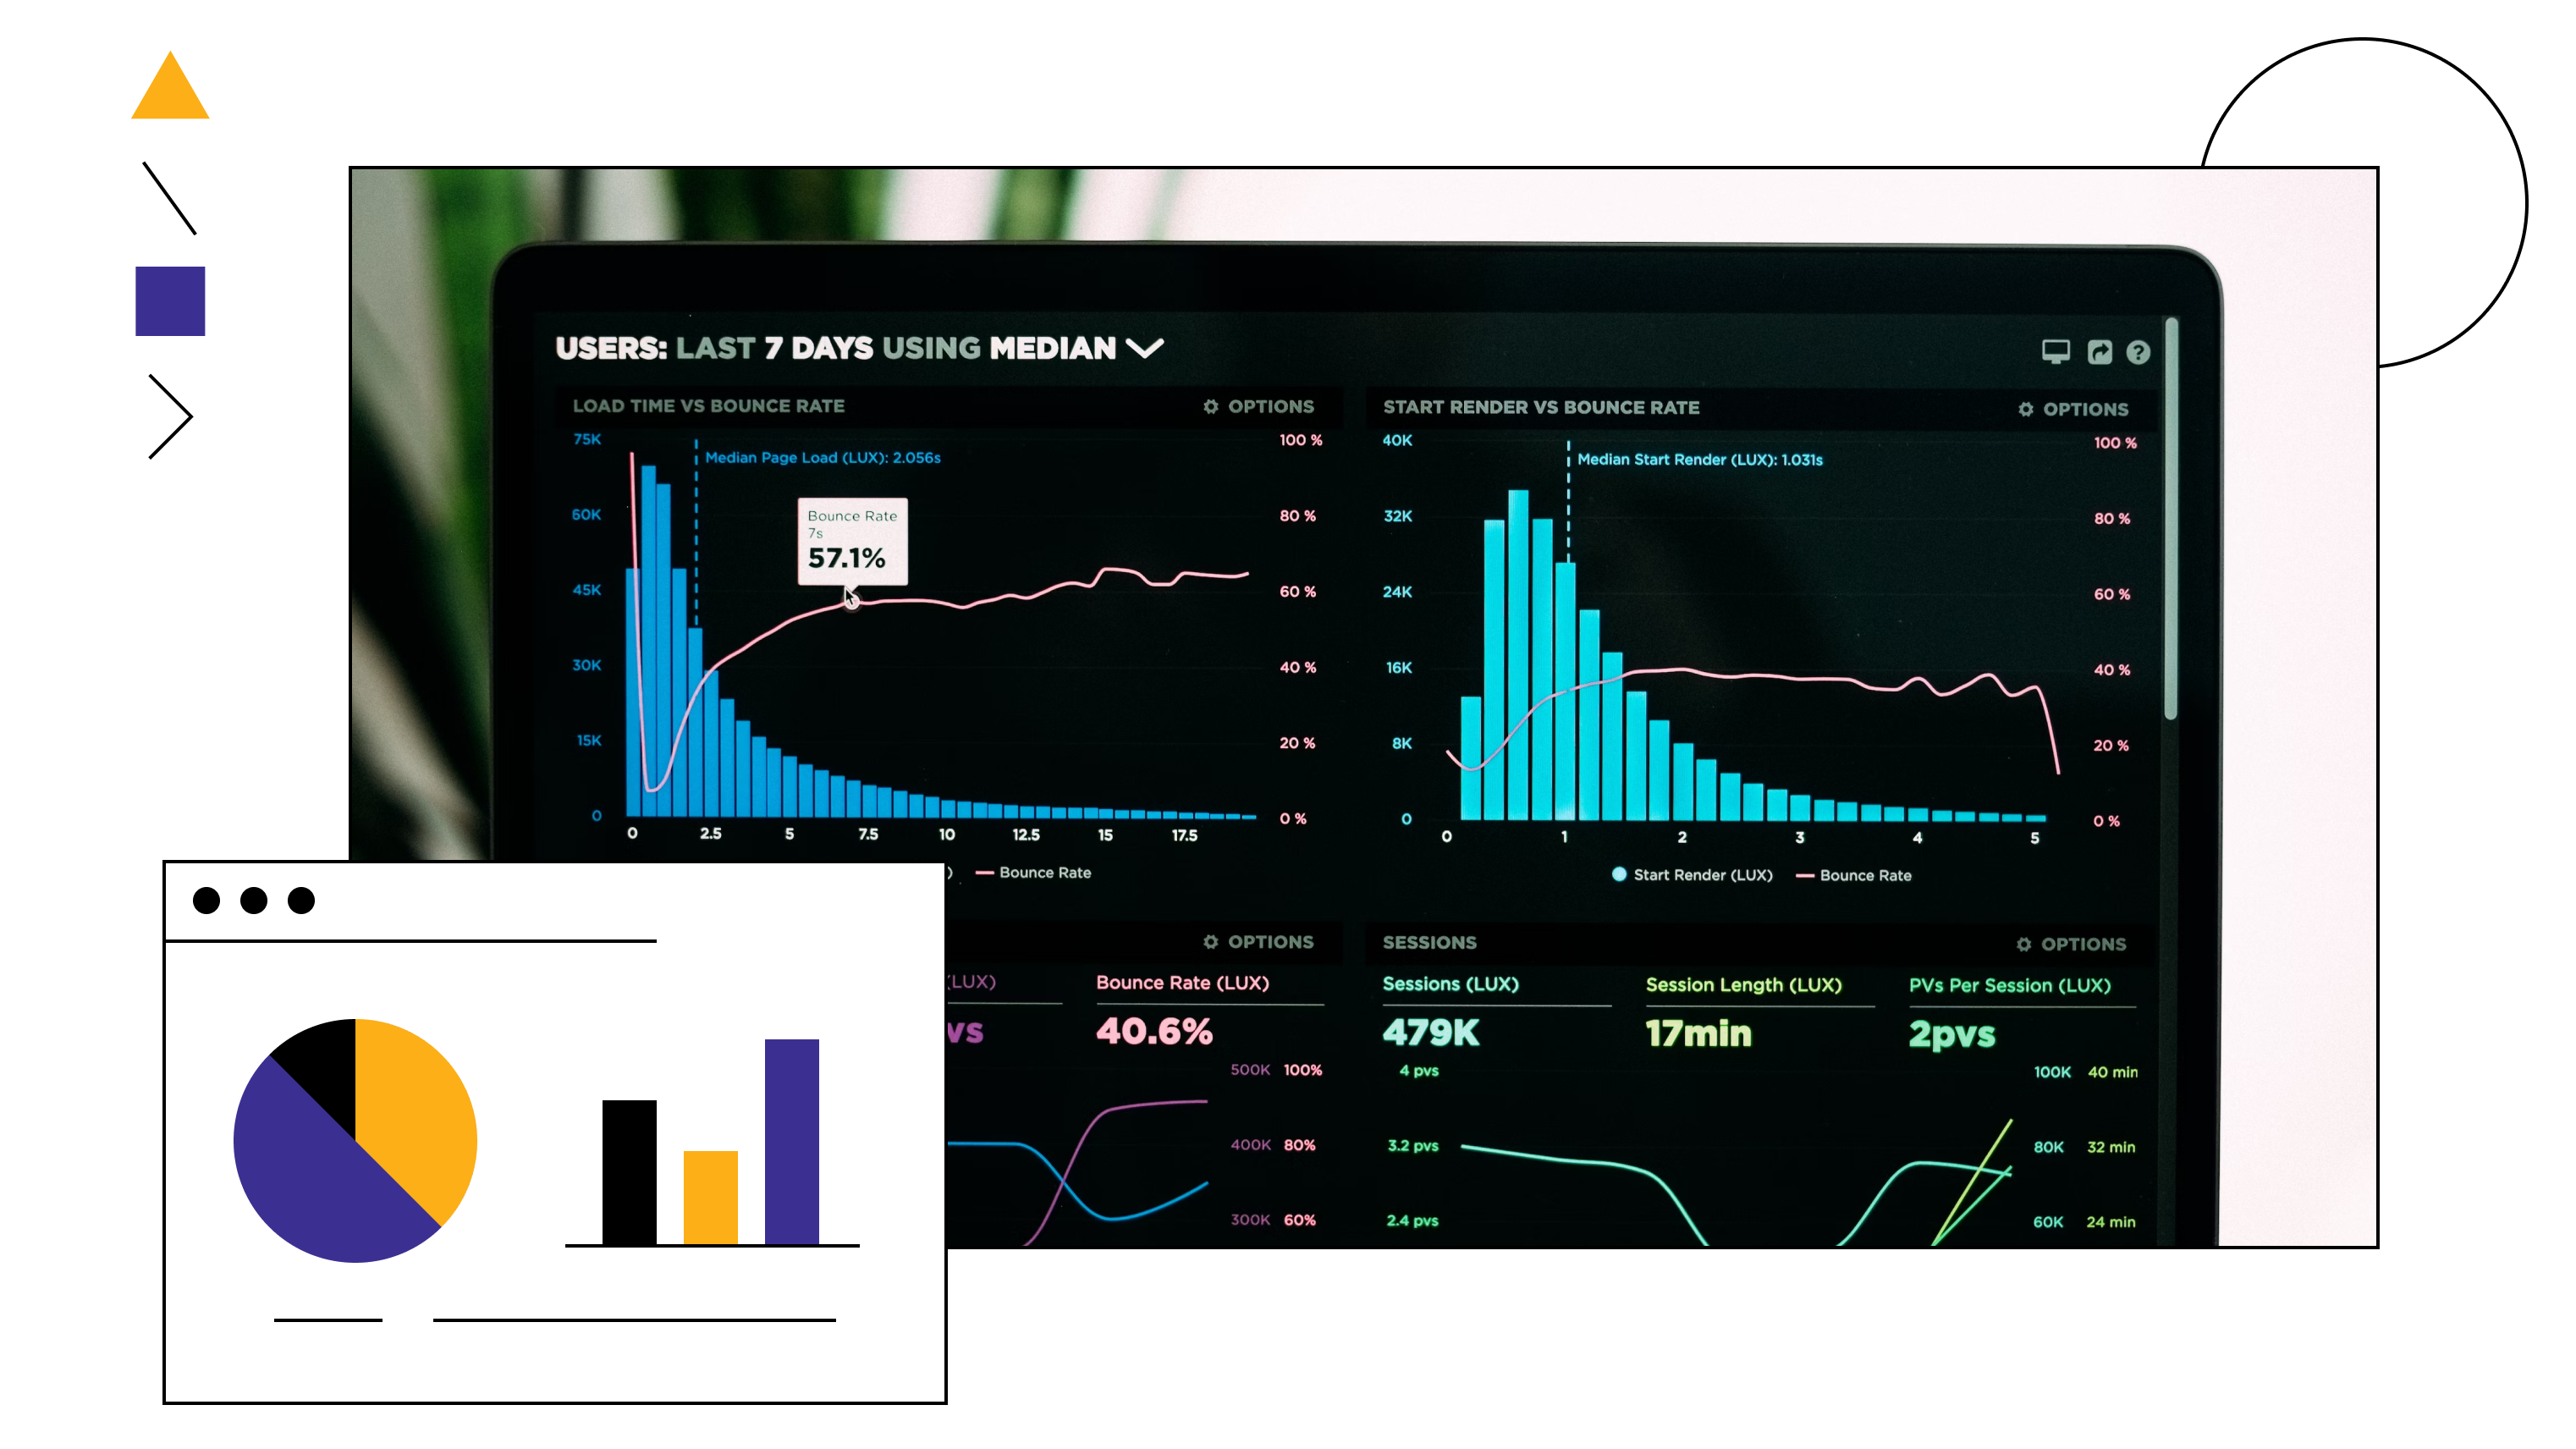 USERS: LAST 7 DAYS USING MEDIAN
LOAD TIME VS BOUNCE RATE
OPTIONS
75K
60K
45K
30K
15K
0
Median Page Load (LUX): 2.056s
Bounce Rate
7s
57.1%
100 %
80 %
60 %
40 %
20 %
0 %
0 2.5 5 7.5 10 12.5 15 17.5
Bounce Rate
START RENDER VS BOUNCE RATE
OPTIONS
40K
32K
24K
16K
8K
0
Median Start Render (LUX): 1.031s
100 %
80 %
60 %
40 %
20 %
0 %
0 1 2 3 4 5
Start Render (LUX) Bounce Rate
OPTIONS
(LUX)
Bounce Rate (LUX)
40.6%
500K 100%
400K 80%
300K 60%
SESSIONS
OPTIONS
Sessions (LUX)
479K
Session Length (LUX)
17min
PVs Per Session (LUX)
2pvs
4 pvs
3.2 pvs
2.4 pvs
100K 40 min
80K 32 min
60K 24 min